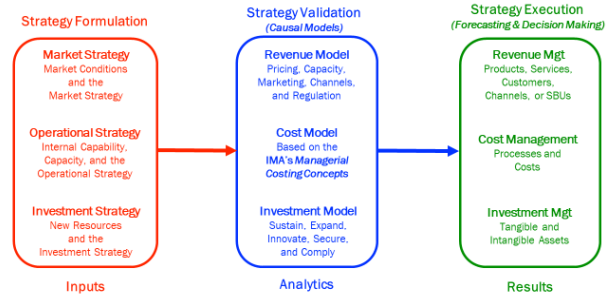 Strategy Formulation
Market Strategy
Market Conditions
and the
Market Strategy
Operational Strategy
Internal Capability,
Capacity, and the
Operational Strategy
Investment Strategy
New Resources
and the
Investment Strategy
Inputs
Strategy Validation
(Causal Models)
Revenue Model
Pricing, Capacity,
Marketing, Channels,
and Regulation
Cost Model
Based on the
IMA's Managerial
Costing Concepts
Investment Model
Sustain, Expand,
Innovate, Secure,
and Comply
Analytics
Strategy Execution
(Forecasting & Decision Making)
Revenue Mgt
Products, Services,
Customers,
Channels, or SBUs
Cost Management
Processes and
Costs
Investment Mgt
Tangible and
Intangible Assets
Results